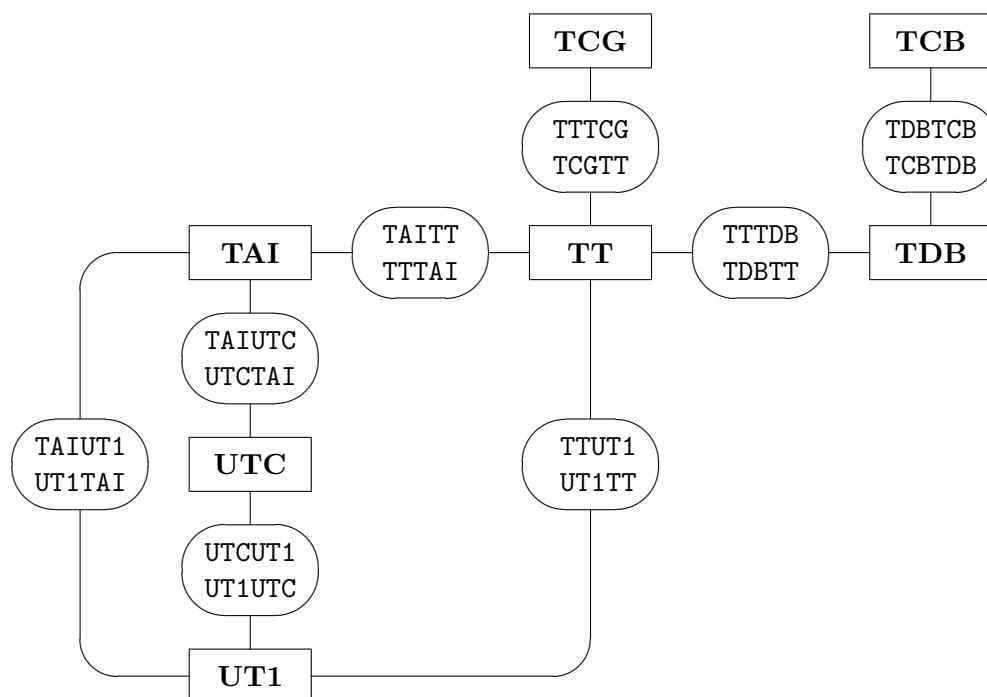 TCG
TCB
TTTCG
TCGTT
TDBTCB
TCBTDB
TAI
TAITT
TTTAI
TT
TTTDB
TDBTT
TDB
TAIUTC
UTCTAI
TAIUT1
UT1TAI
UTC
TTUT1
UT1TT
UTCUT1
UT1UTC
UT1